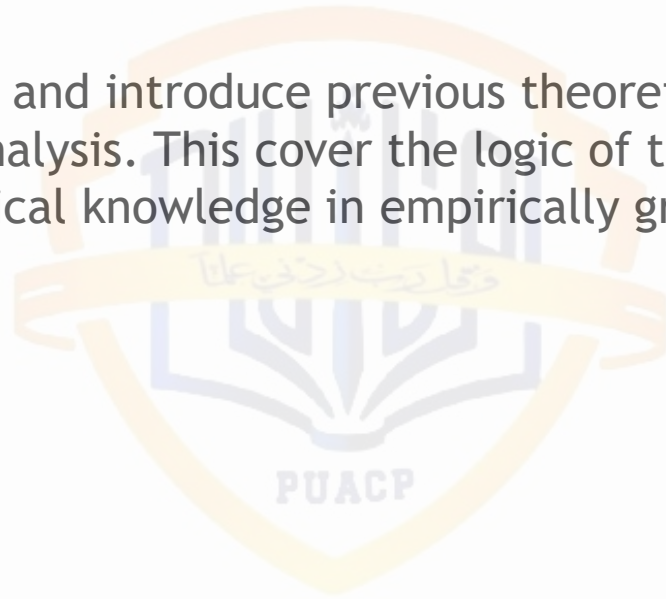 and introduce previous theoret
nalysis. This cover the logic of t
ical knowledge in empirically gr
وَقُل رَّبِّ زِدْنِي عِلْمًا
PUACP